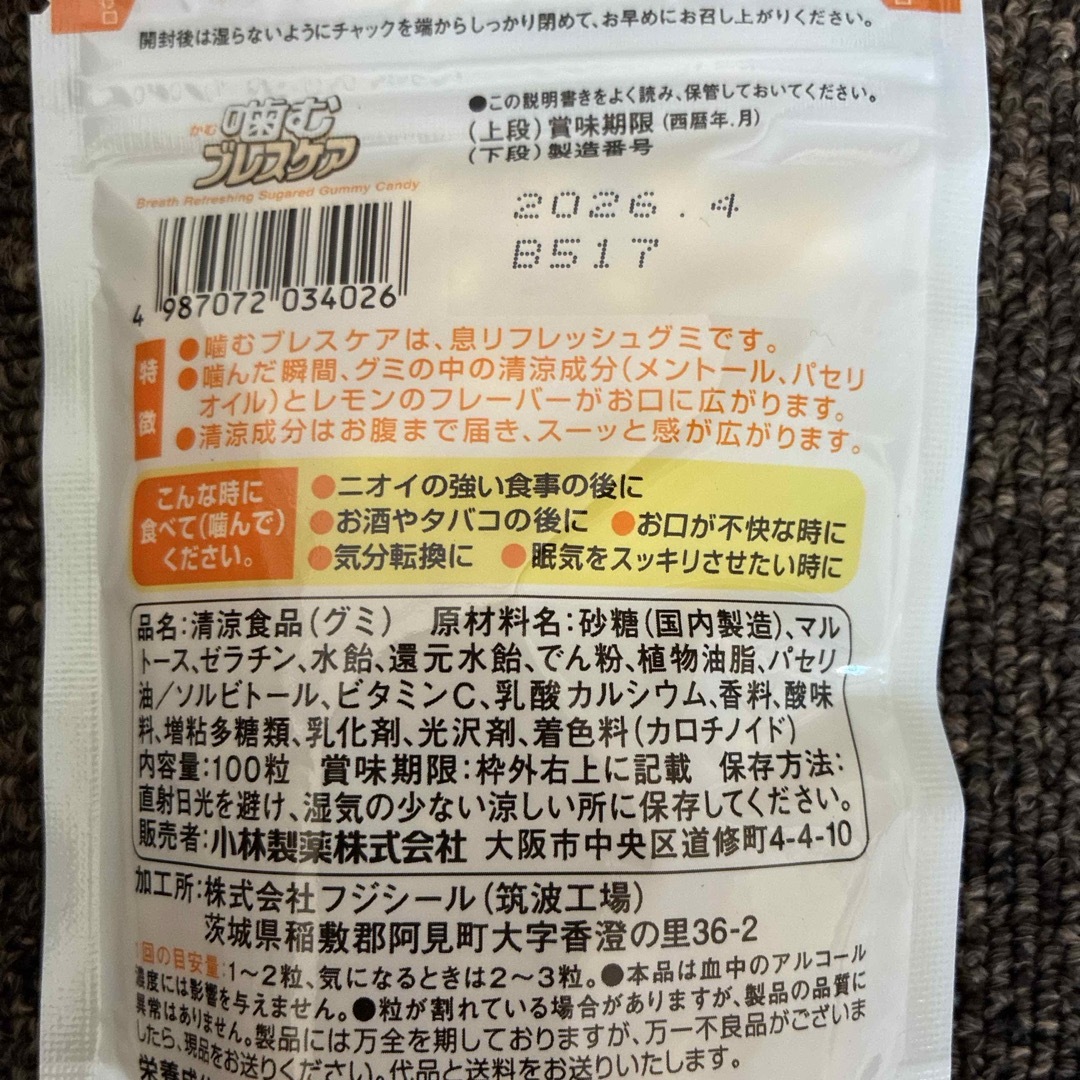 口
口
開封後は湿らないようにチャックを端からしっかり閉めて、お早めにお召し上がりください。
かむ 噛む
ブレスケア
Breath Refreshing Sugared Gummy Candy
●この説明書きをよく読み、保管しておいてください。
(上段)賞味期限(西暦年.月)
(下段)製造番号
2026.4
B517
4 987072 034026
特徴
●噛むブレスケアは、息リフレッシュグミです。
●噛んだ瞬間、グミの中の清涼成分(メントール、パセリ
オイル)とレモンのフレーバーがお口に広がります。
●清涼成分はお腹まで届き、スーッと感が広がります。
こんな時に
食べて(噛んで)
ください。
●ニオイの強い食事の後に
●お酒やタバコの後に ●お口が不快な時に
●気分転換に ●眠気をスッキリさせたい時に
品名:清涼食品(グミ) 原材料名:砂糖(国内製造)、マル
トース、ゼラチン、水飴、還元水飴、でん粉、植物油脂、パセリ
油/ソルビトール、ビタミンC、乳酸カルシウム、香料、酸味
料、増粘多糖類、乳化剤、光沢剤、着色料(カロチノイド)
内容量:100粒 賞味期限:枠外右上に記載 保存方法:
直射日光を避け、湿気の少ない涼しい所に保存してください。
販売者:小林製薬株式会社 大阪市中央区道修町4-4-10
加工所:株式会社フジシール(筑波工場)
茨城県稲敷郡阿見町大字香澄の里36-2
1回の目安量:1〜2粒、気になるときは2〜3粒。●本品は血中のアルコール
濃度には影響を与えません。●粒が割れている場合がありますが、製品の品質に
異常はありません。製品には万全を期しておりますが、万一不良品がございま
したら、現品をお送りください。代品と送料をお送りいたします。
栄養成